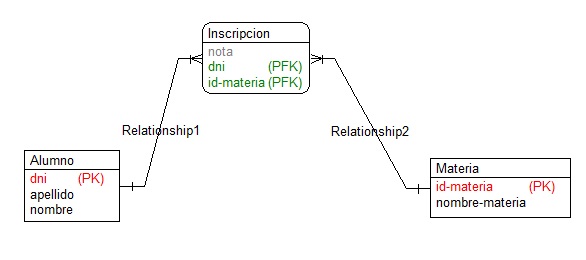 Inscripcion
nota
dni (PFK)
id-materia (PFK)
Relationship1
Relationship2
Alumno
dni (PK)
apellido
nombre
Materia
id-materia (PK)
nombre-materia